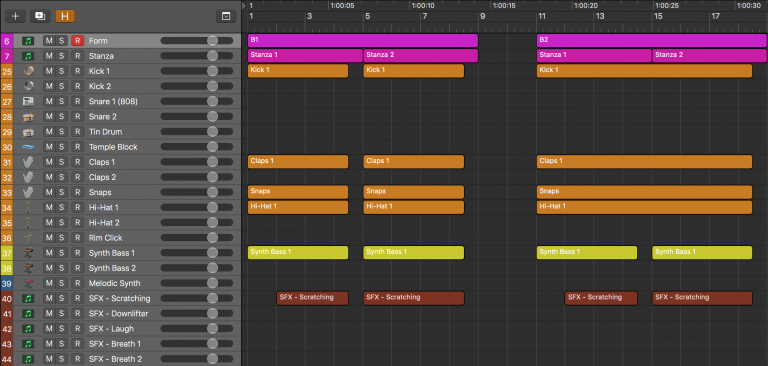 H
1 1:00:05 1:00:10 1:00:15 1:00:20 1:00:25 1:00:30
1 3 5 7 9 11 13 15 17
6 M S R Form B1 B2
7 M S R Stanza Stanza 1 Stanza 2 Stanza 1 Stanza 2
25 M S R Kick 1 Kick 1 Kick 1 Kick 1
26 M S R Kick 2
27 M S R Snare 1 (808)
28 M S R Snare 2
29 M S R Tin Drum
30 M S R Temple Block
31 M S R Claps 1 Claps 1 Claps 1 Claps 1
32 M S R Claps 2
33 M S R Snaps Snaps Snaps Snaps
34 M S R Hi-Hat 1 Hi-Hat 1 Hi-Hat 1 Hi-Hat 1
35 M S R Hi-Hat 2
36 M S R Rim Click
37 M S R Synth Bass 1 Synth Bass 1 Synth Bass 1 Synth Bass 1 Synth Bass 1
38 M S R Synth Bass 2
39 M S R Melodic Synth
40 M S R SFX - Scratching SFX - Scratching SFX - Scratching SFX - Scratching SFX - Scratching
41 M S R SFX - Downlifter
42 M S R SFX - Laugh
43 M S R SFX - Breath 1
44 M S R SFX - Breath 2